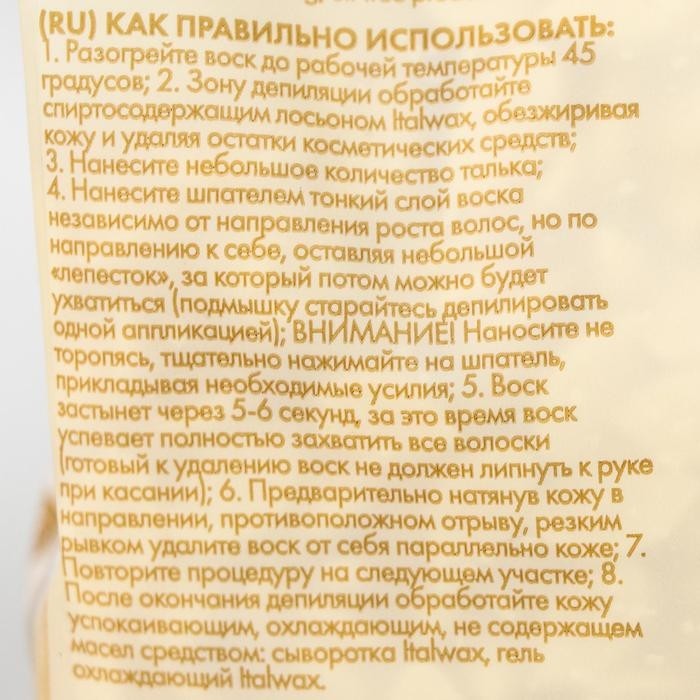 (RU) КАК ПРАВИЛЬНО ИСПОЛЬЗОВАТЬ:
1. Разогрейте воск до рабочей температуры 45
градусов; 2. Зону депиляции обработайте
спиртосодержащим лосьоном Italwax, обезжиривая
кожу и удаляя остатки косметических средств;
3. Нанесите небольшое количество талька;
4. Нанесите шпателем тонкий слой воска
независимо от направления роста волос, но по
направлению к себе, оставляя небольшой
«лепесток», за который потом можно будет
ухватиться (подмышку старайтесь депилировать
одной аппликацией); ВНИМАНИЕ! Наносите не
торопясь, тщательно нажимайте на шпатель,
прикладывая необходимые усилия; 5. Воск
застынет через 5-6 секунд, за это время воск
успевает полностью захватить все волоски
(готовый к удалению воск не должен липнуть к руке
при касании); 6. Предварительно натянув кожу в
направлении, противоположном отрыву, резким
рывком удалите воск от себя параллельно коже; 7.
Повторите процедуру на следующем участке; 8.
После окончания депиляции обработайте кожу
успокаивающим, охлаждающим, не содержащем
масел средством: сыворотка Italwax, гель
охлаждающий Italwax.